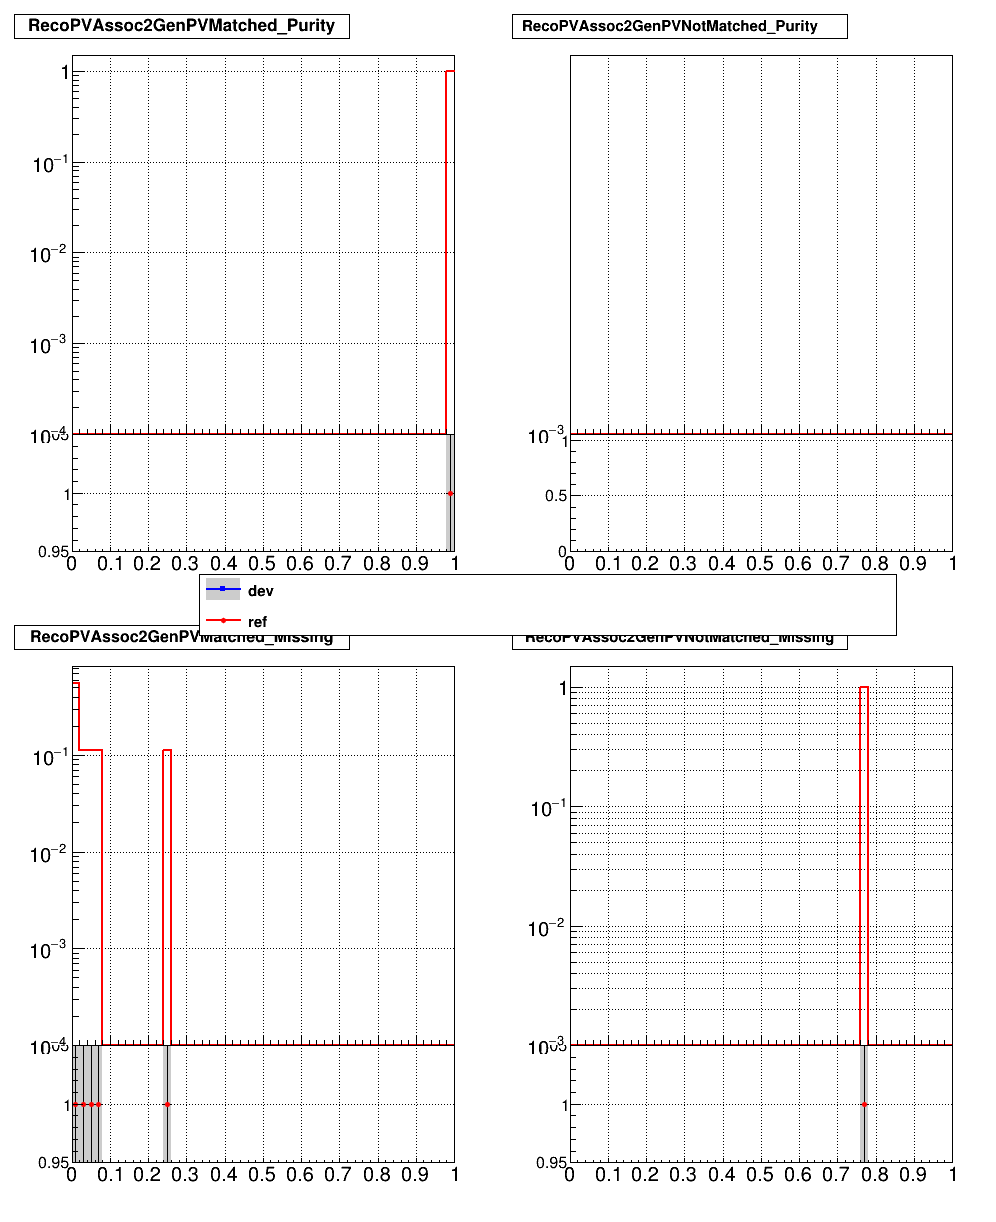 RecoPVAssoc2GenPVMatched_Purity
1
10⁻¹
10⁻²
10⁻³
10⁻⁴
1
0.95
0 0.1 0.2 0.3 0.4 0.5 0.6 0.7 0.8 0.9 1
RecoPVAssoc2GenPVNotMatched_Purity
10⁻³
1
0.5
0
0 0.1 0.2 0.3 0.4 0.5 0.6 0.7 0.8 0.9 1
dev
ref
RecoPVAssoc2GenPVMatched_Missing
10⁻¹
10⁻²
10⁻³
10⁻⁴
1
0.95
0 0.1 0.2 0.3 0.4 0.5 0.6 0.7 0.8 0.9 1
RecoPVAssoc2GenPVNotMatched_Missing
1
10⁻¹
10⁻²
10⁻³
1
0.95
0 0.1 0.2 0.3 0.4 0.5 0.6 0.7 0.8 0.9 1